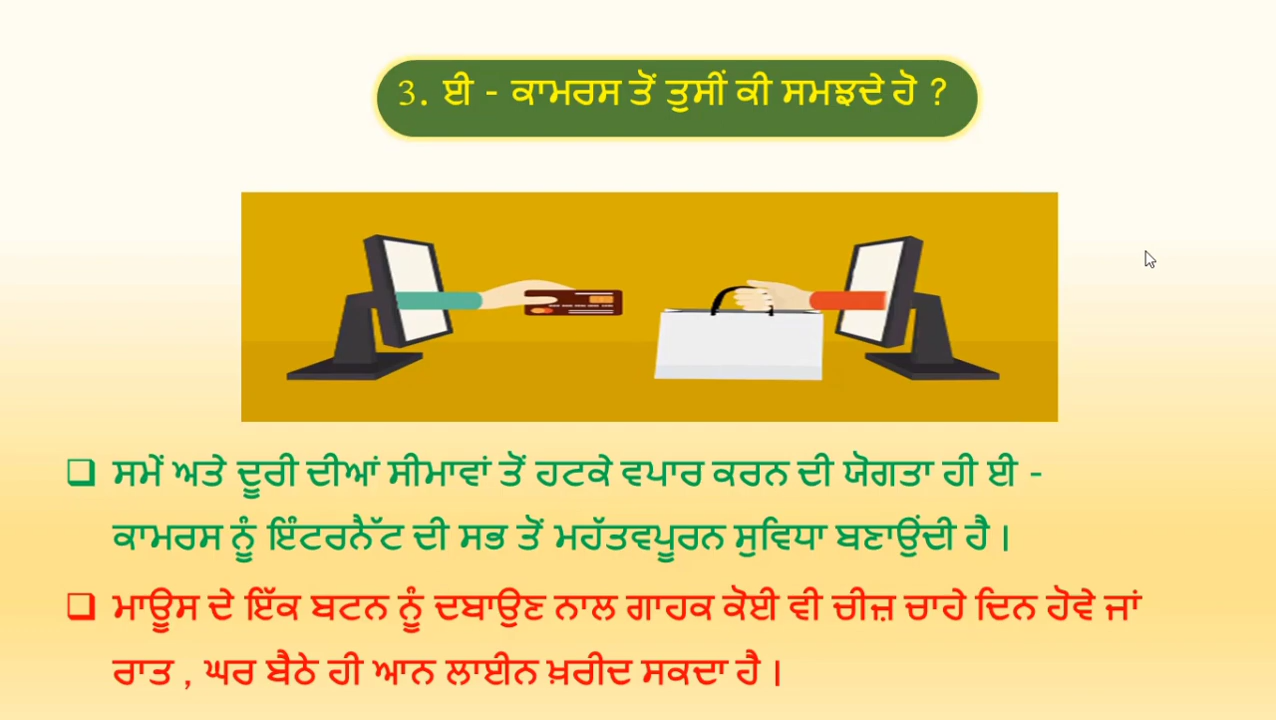 3. ਈ - ਕਾਮਰਸ ਤੋਂ ਤੁਸੀਂ ਕੀ ਸਮਝਦੇ ਹੋ ?
ਸਮੇਂ ਅਤੇ ਦੂਰੀ ਦੀਆਂ ਸੀਮਾਵਾਂ ਤੋਂ ਹਟਕੇ ਵਪਾਰ ਕਰਨ ਦੀ ਯੋਗਤਾ ਹੀ ਈ -
ਕਾਮਰਸ ਨੂੰ ਇੰਟਰਨੈੱਟ ਦੀ ਸਭ ਤੋਂ ਮਹੱਤਵਪੂਰਨ ਸੁਵਿਧਾ ਬਣਾਉਂਦੀ ਹੈ ।
ਮਾਊਸ ਦੇ ਇੱਕ ਬਟਨ ਨੂੰ ਦਬਾਉਣ ਨਾਲ ਗਾਹਕ ਕੋਈ ਵੀ ਚੀਜ਼ ਚਾਹੇ ਦਿਨ ਹੋਵੇ ਜਾਂ
ਰਾਤ , ਘਰ ਬੈਠੇ ਹੀ ਆਨ ਲਾਈਨ ਖ਼ਰੀਦ ਸਕਦਾ ਹੈ ।